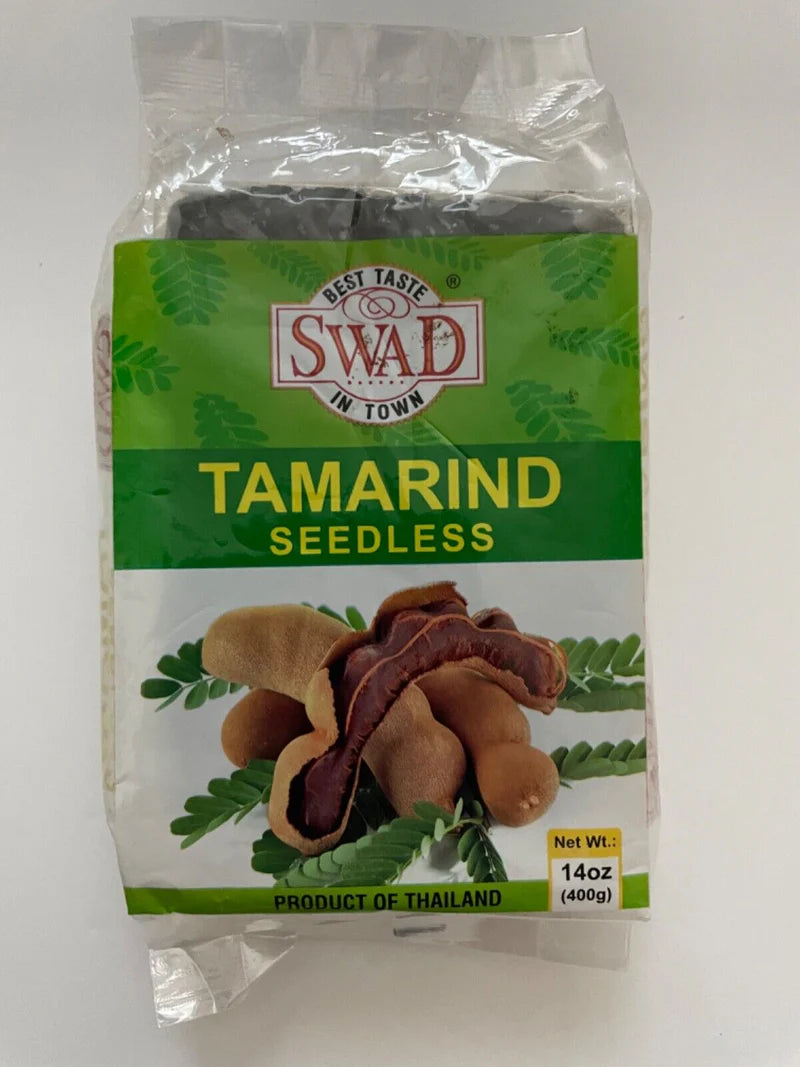 BEST TASTE
®
SWAD
IN TOWN
TAMARIND
SEEDLESS
Net Wt.:
14oz
(400g)
PRODUCT OF THAILAND